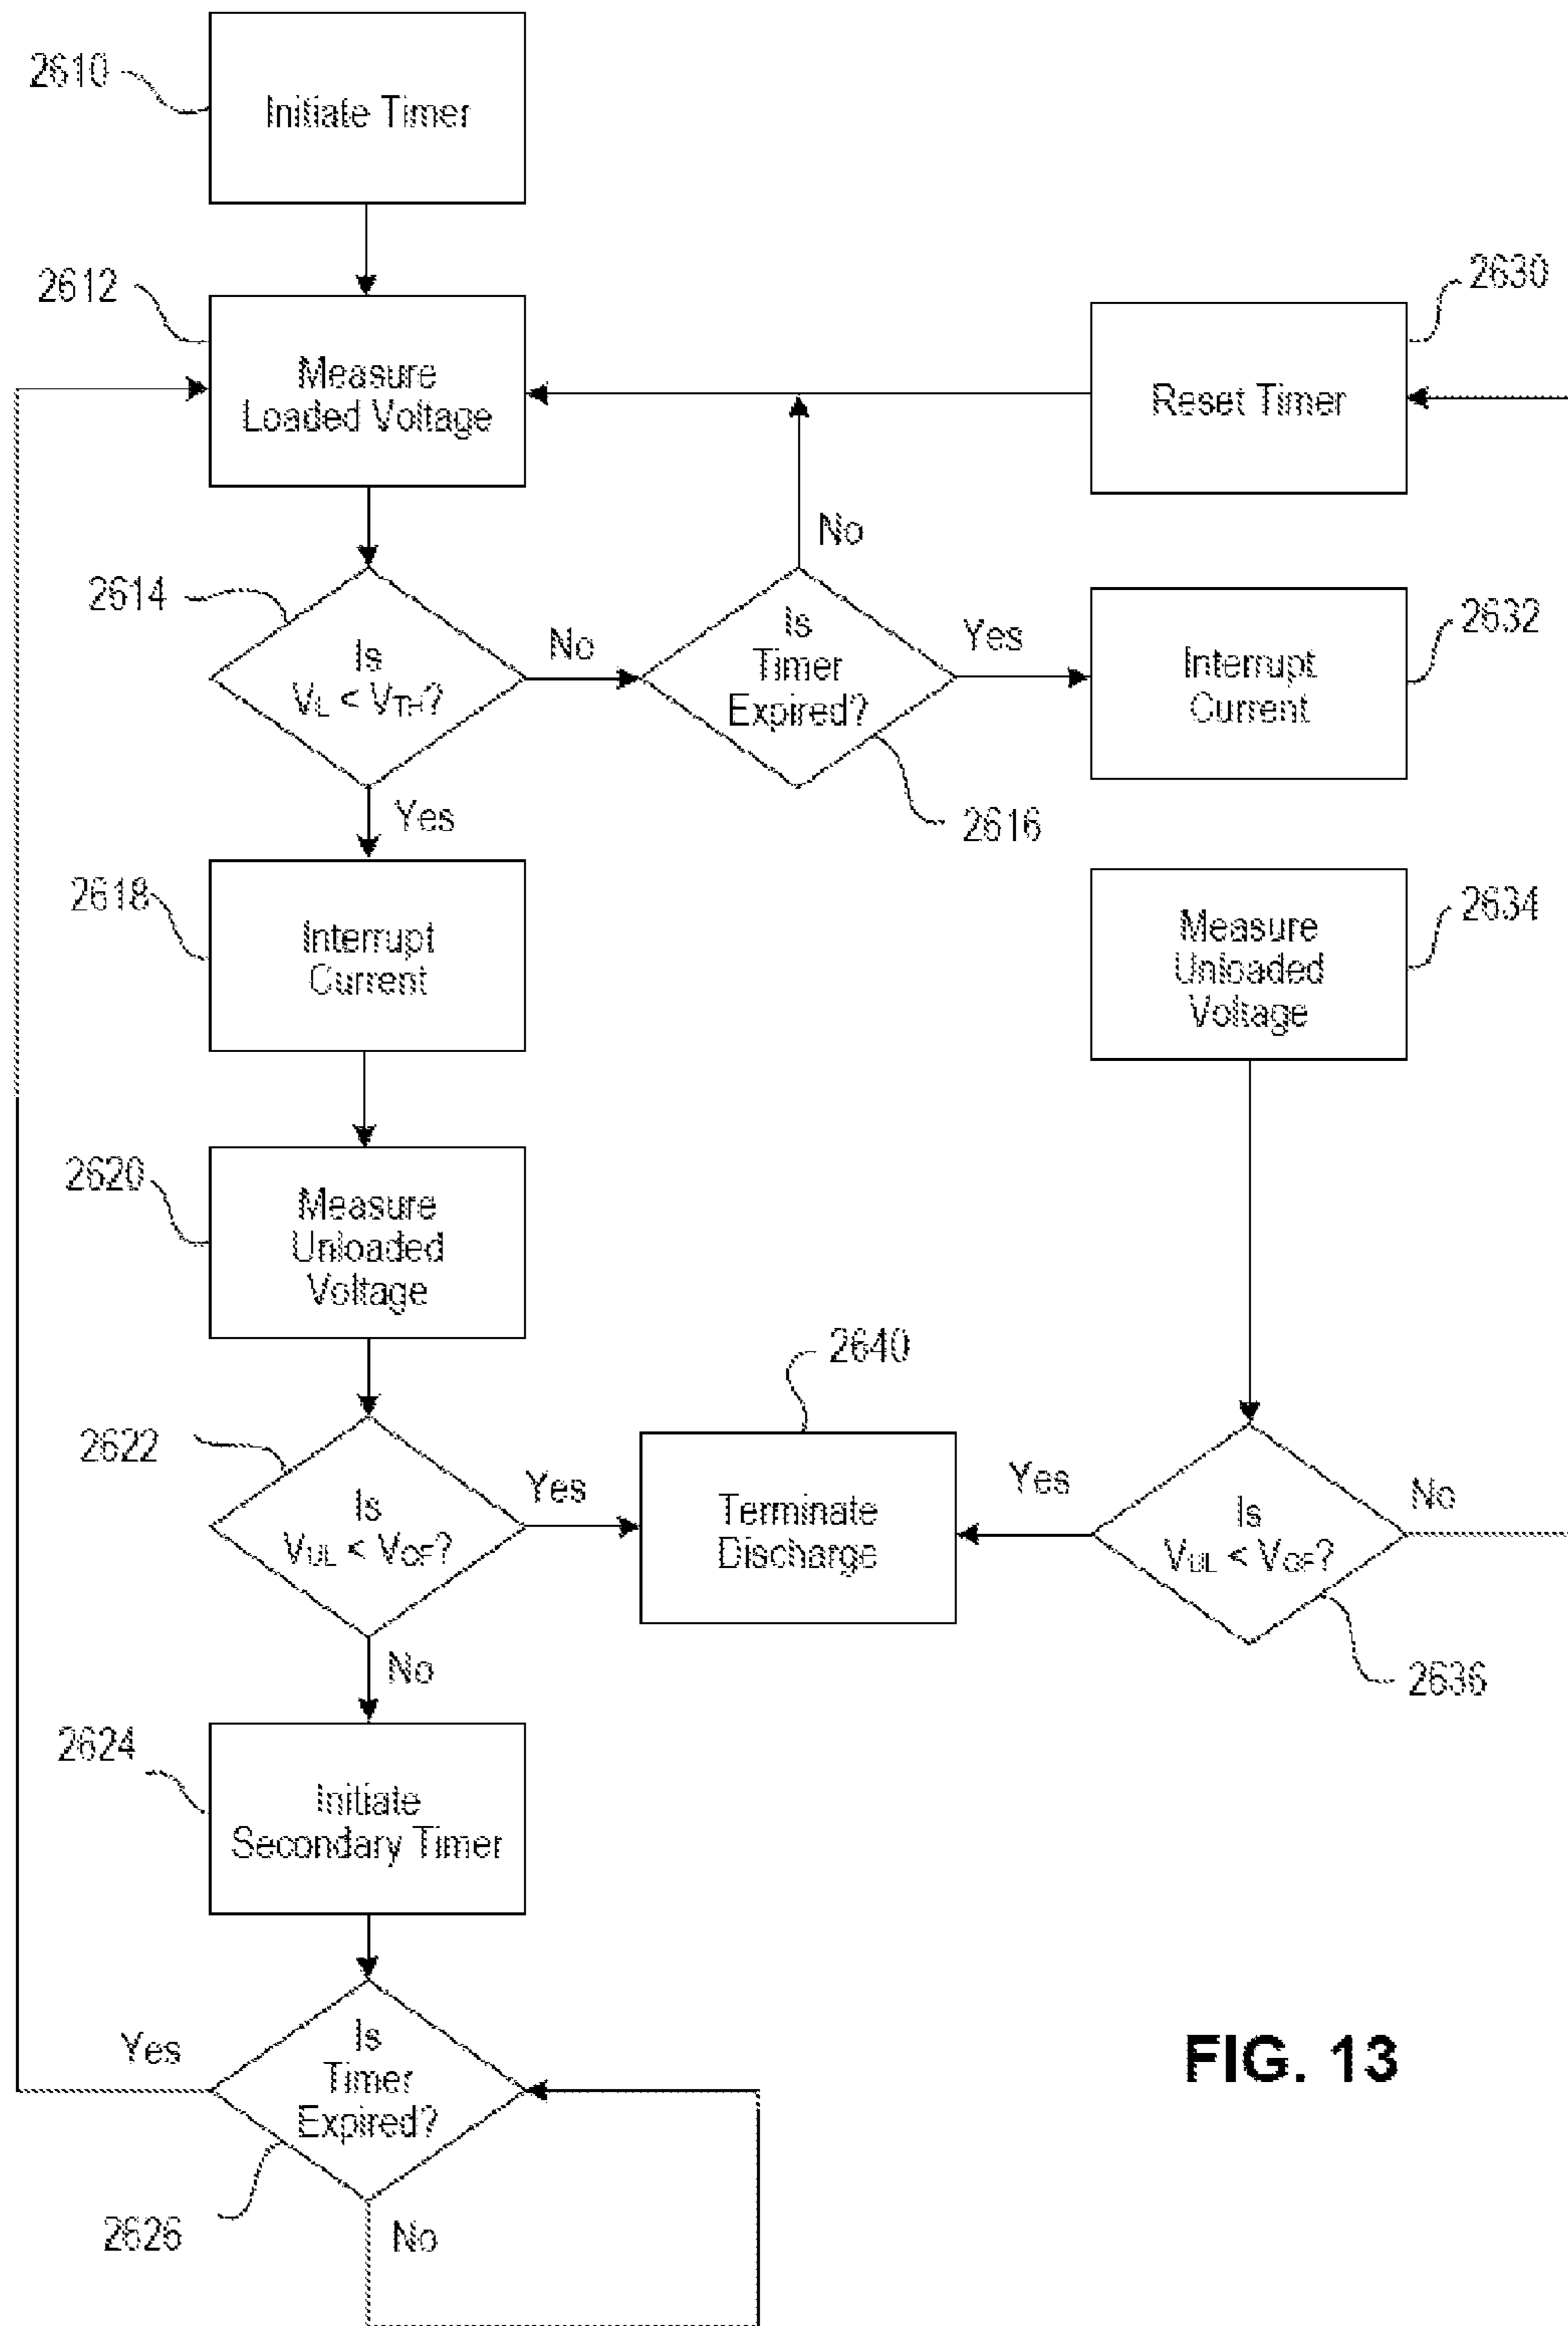 2610
Initiate Timer
2612
Measure
Loaded Voltage
2630
Reset Timer
2614
Is
VL < VTH?
No
Is
Timer
Expired?
No
Yes
2616
2632
Interrupt
Current
Yes
2618
Interrupt
Current
2634
Measure
Unloaded
Voltage
2620
Measure
Unloaded
Voltage
2622
Is
VUL < VCF?
Yes
2640
Terminate
Discharge
Yes
Is
VUL < VCF?
No
2636
No
2624
Initiate
Secondary Timer
Yes
Is
Timer
Expired?
2626
No
FIG. 13